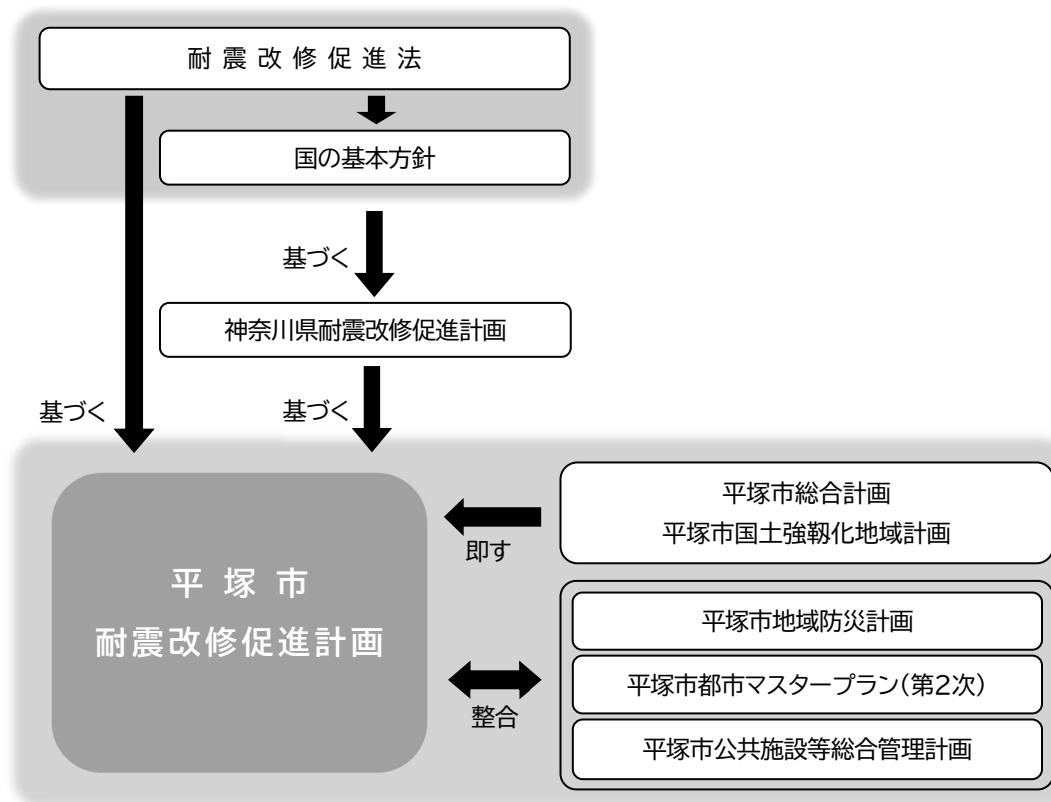 耐震改修促進法
国の基本方針
基づく
神奈川県耐震改修促進計画
基づく
基づく
平塚市総合計画
平塚市国土強靱化地域計画
即す
平塚市
耐震改修促進計画
平塚市地域防災計画
平塚市都市マスタープラン(第2次)
整合
平塚市公共施設等総合管理計画